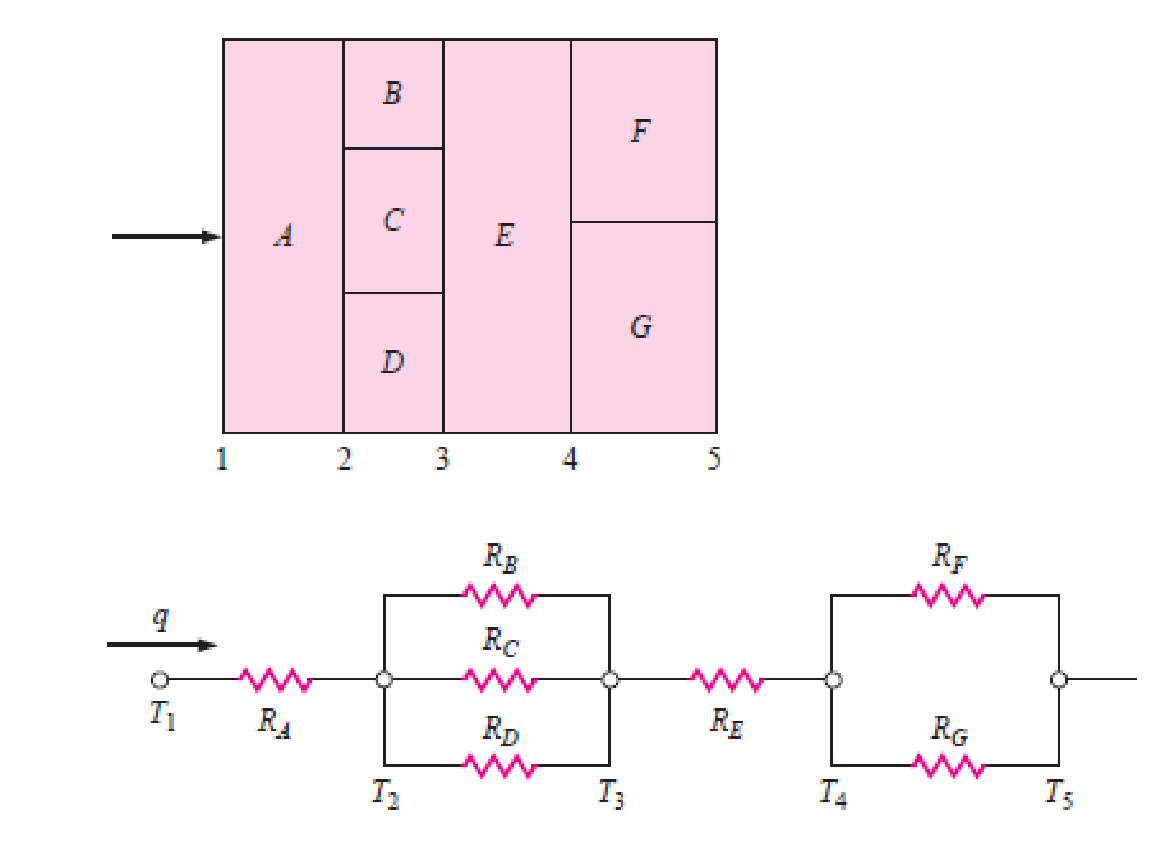 B
F
A
C
E
G
D
1 2 3 4 5
R_B R_F
q
R_C
T_1 R_A R_D R_E R_G
T_2 T_3 T_4 T_5